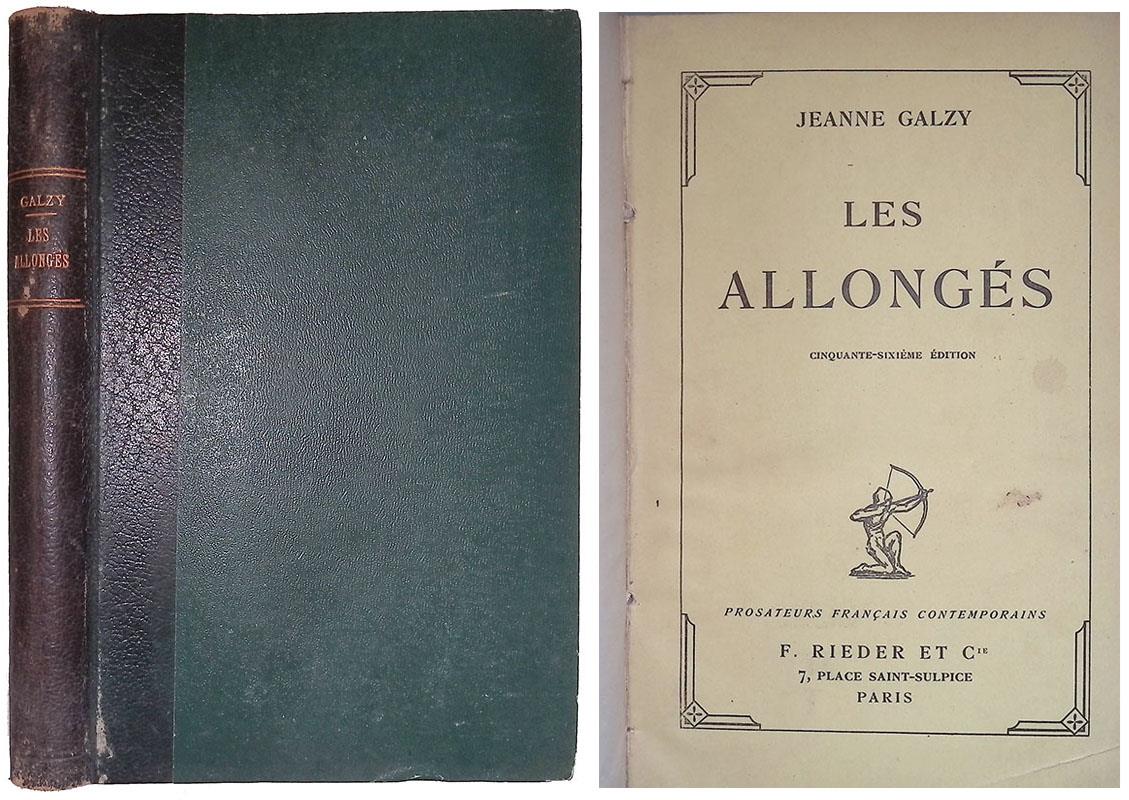 GALZY
LES
ALLONGÉS
JEANNE GALZY
LES
ALLONGÉS
CINQUANTE-SIXIÈME ÉDITION
PROSATEURS FRANÇAIS CONTEMPORAINS
F. RIEDER ET CIE
7, PLACE SAINT-SULPICE
PARIS